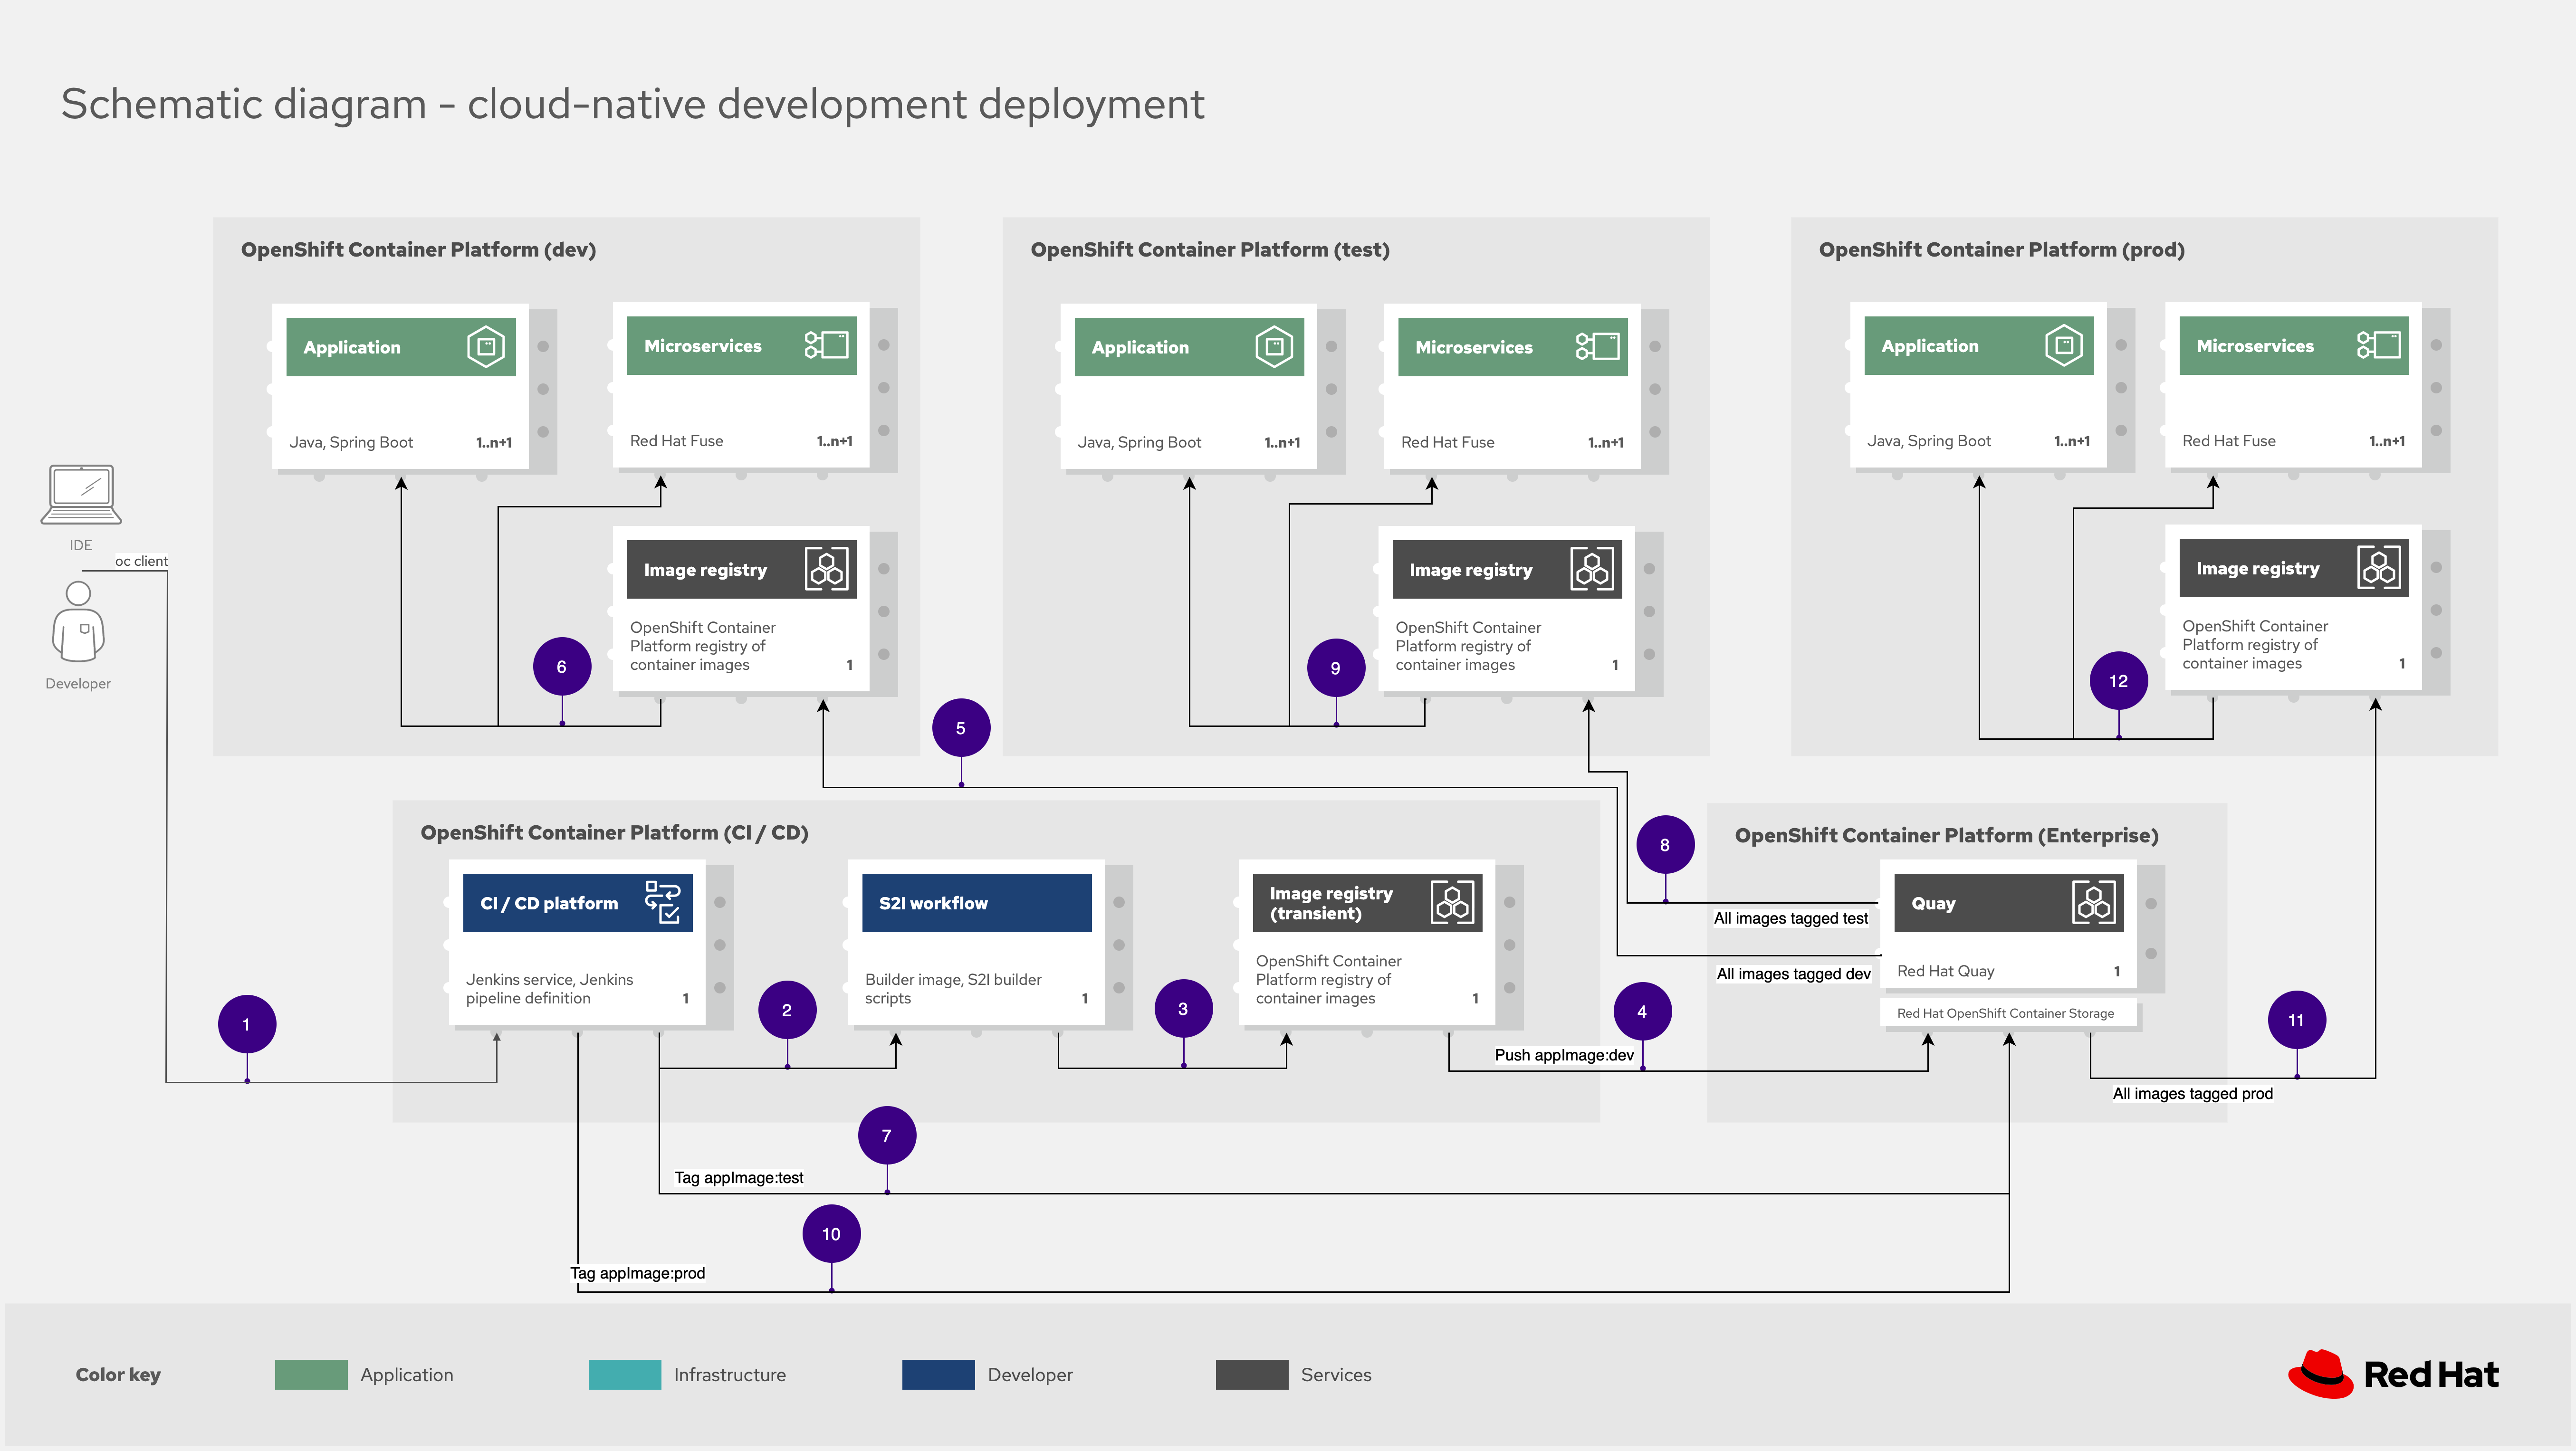 Schematic diagram - cloud-native development deployment
OpenShift Container Platform (dev)
Application
Java, Spring Boot 1..n+1
Microservices
Red Hat Fuse 1..n+1
Image registry
OpenShift Container
Platform registry of
container images 1
6
OpenShift Container Platform (test)
Application
Java, Spring Boot 1..n+1
Microservices
Red Hat Fuse 1..n+1
Image registry
OpenShift Container
Platform registry of
container images 1
9
OpenShift Container Platform (prod)
Application
Java, Spring Boot 1..n+1
Microservices
Red Hat Fuse 1..n+1
Image registry
OpenShift Container
Platform registry of
container images 1
12
IDE
oc client
Developer
5
8
1
OpenShift Container Platform (CI / CD)
CI / CD platform
Jenkins service, Jenkins
pipeline definition 1
2
S2I workflow
Builder image, S2I builder
scripts 1
3
Image registry
(transient)
OpenShift Container
Platform registry of
container images 1
4
Push appImage:dev
OpenShift Container Platform (Enterprise)
Quay
Red Hat Quay 1
Red Hat OpenShift Container Storage
All images tagged test
All images tagged dev
11
All images tagged prod
7
Tag appImage:test
10
Tag appImage:prod
Color key
Application
Infrastructure
Developer
Services
Red Hat